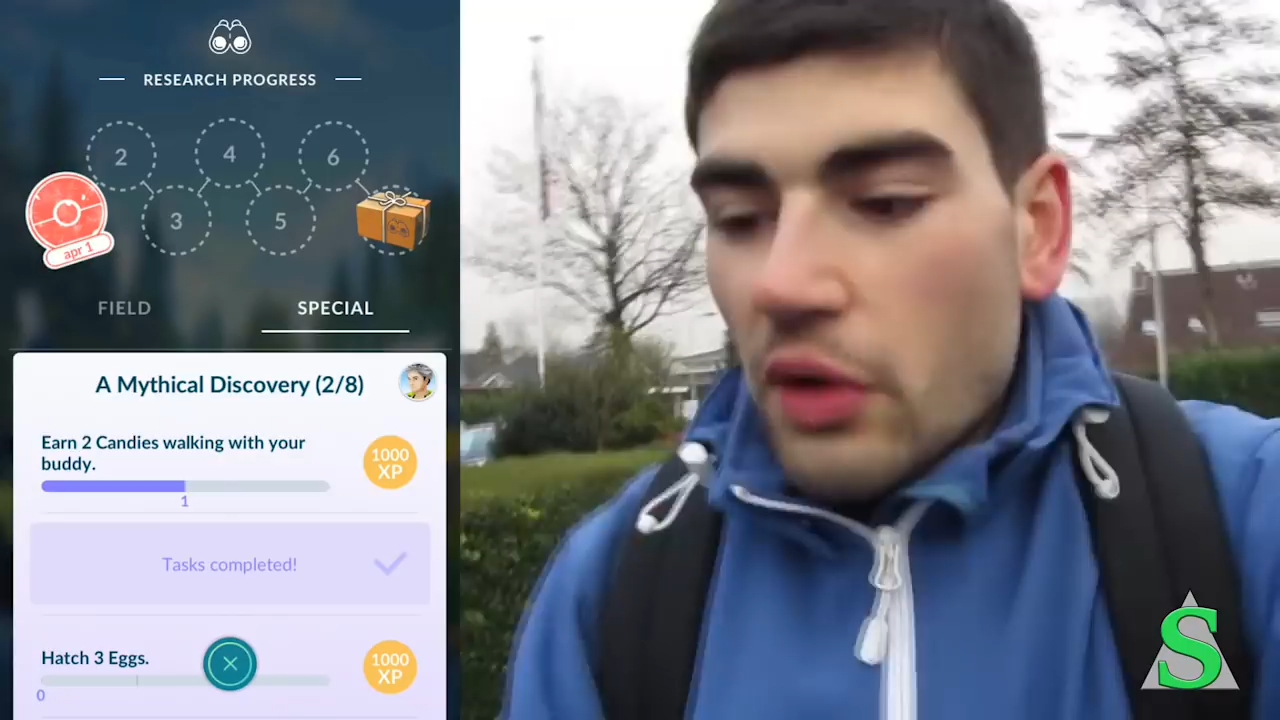 RESEARCH PROGRESS
2
4
6
3
5
apr 1
FIELD
SPECIAL
A Mythical Discovery (2/8)
Earn 2 Candies walking with your
buddy.
1000
XP
1
Tasks completed!
Hatch 3 Eggs.
1000
XP
0
S